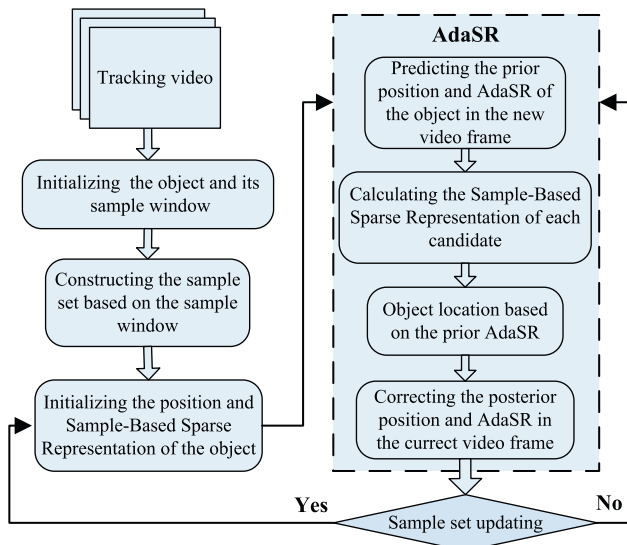 Tracking video
Initializing the object and its
sample window
Constructing the sample
set based on the sample
window
Initializing the position and
Sample-Based Sparse
Representation of the object
AdaSR
Predicting the prior
position and AdaSR of
the object in the new
video frame
Calculating the Sample-Based
Sparse Representation of each
candidate
Object location based
on the prior AdaSR
Correcting the posterior
position and AdaSR in
the currect video frame
Yes
Sample set updating
No